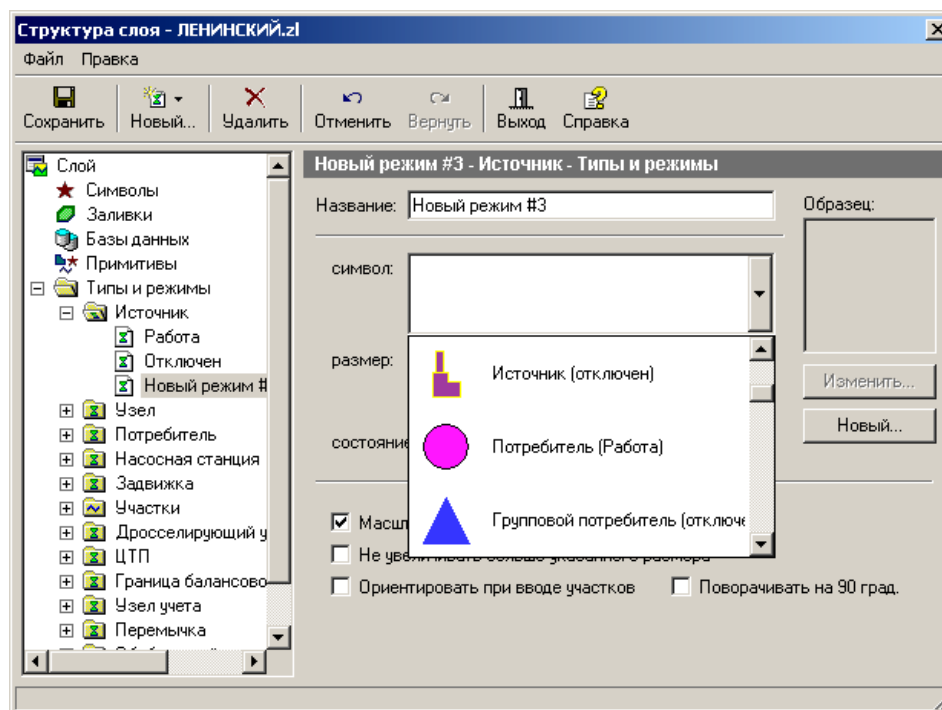 Структура слоя - ЛЕНИНСКИЙ.zl
Файл Правка
Сохранить Новый... Удалить Отменить Вернуть Выход Справка
Слой
Символы
Заливки
Базы данных
Примитивы
Типы и режимы
Источник
Работа
Отключен
Новый режим #
Узел
Потребитель
Насосная станция
Задвижка
Участки
Дросселирующий у
ЦТП
Граница балансово
Узел учета
Перемычка
Новый режим #3 - Источник - Типы и режимы
Название: Новый режим #3
Образец:
символ:
размер:
Источник (отключен)
Изменить...
Новый...
состояние
Потребитель (Работа)
Групповой потребитель (отключе
Масш
Не увеличивать больше указанного размера
Ориентировать при вводе участков Поворачивать на 90 град.